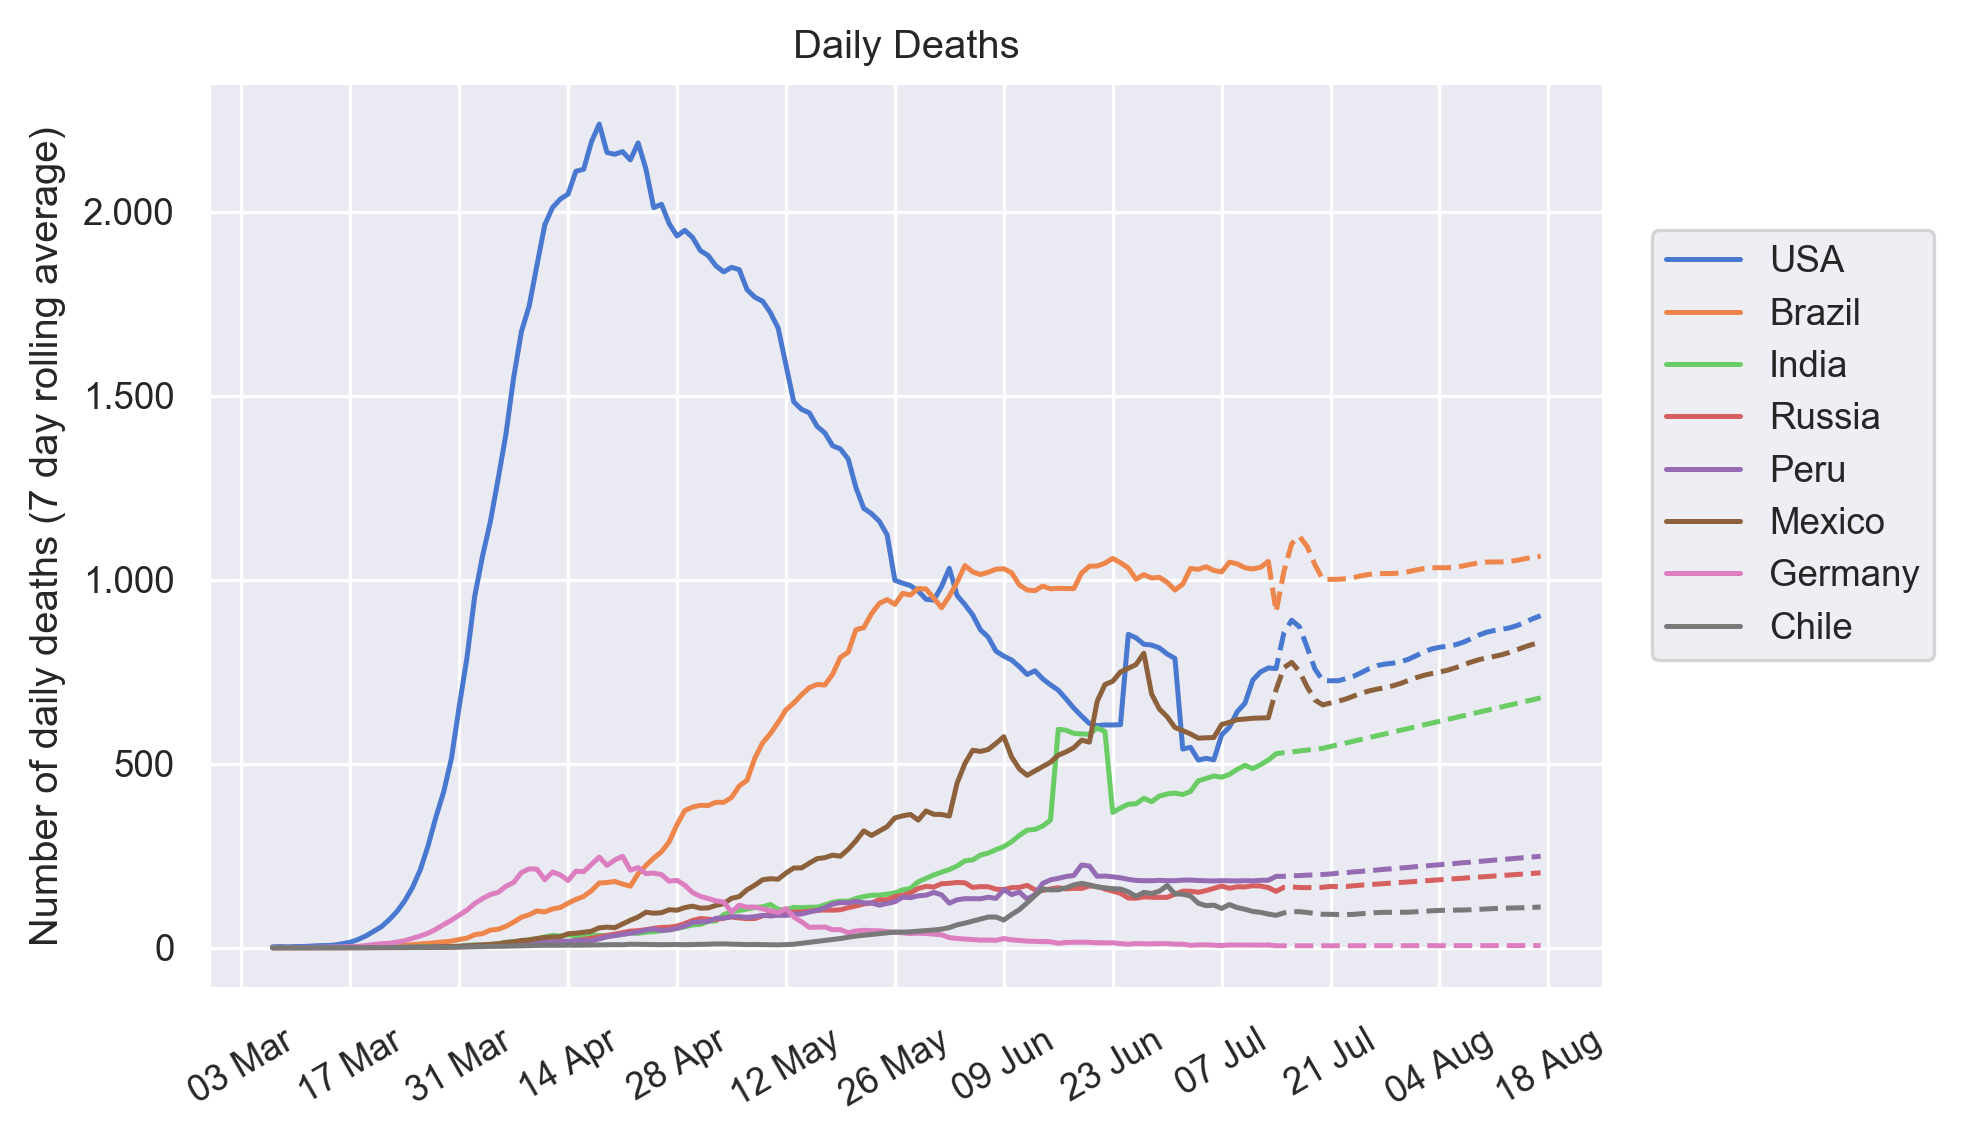 Daily Deaths
Number of daily deaths (7 day rolling average)
2.000
1.500
1.000
500
0
03 Mar
17 Mar
31 Mar
14 Apr
28 Apr
12 May
26 May
09 Jun
23 Jun
07 Jul
21 Jul
04 Aug
18 Aug
USA
Brazil
India
Russia
Peru
Mexico
Germany
Chile